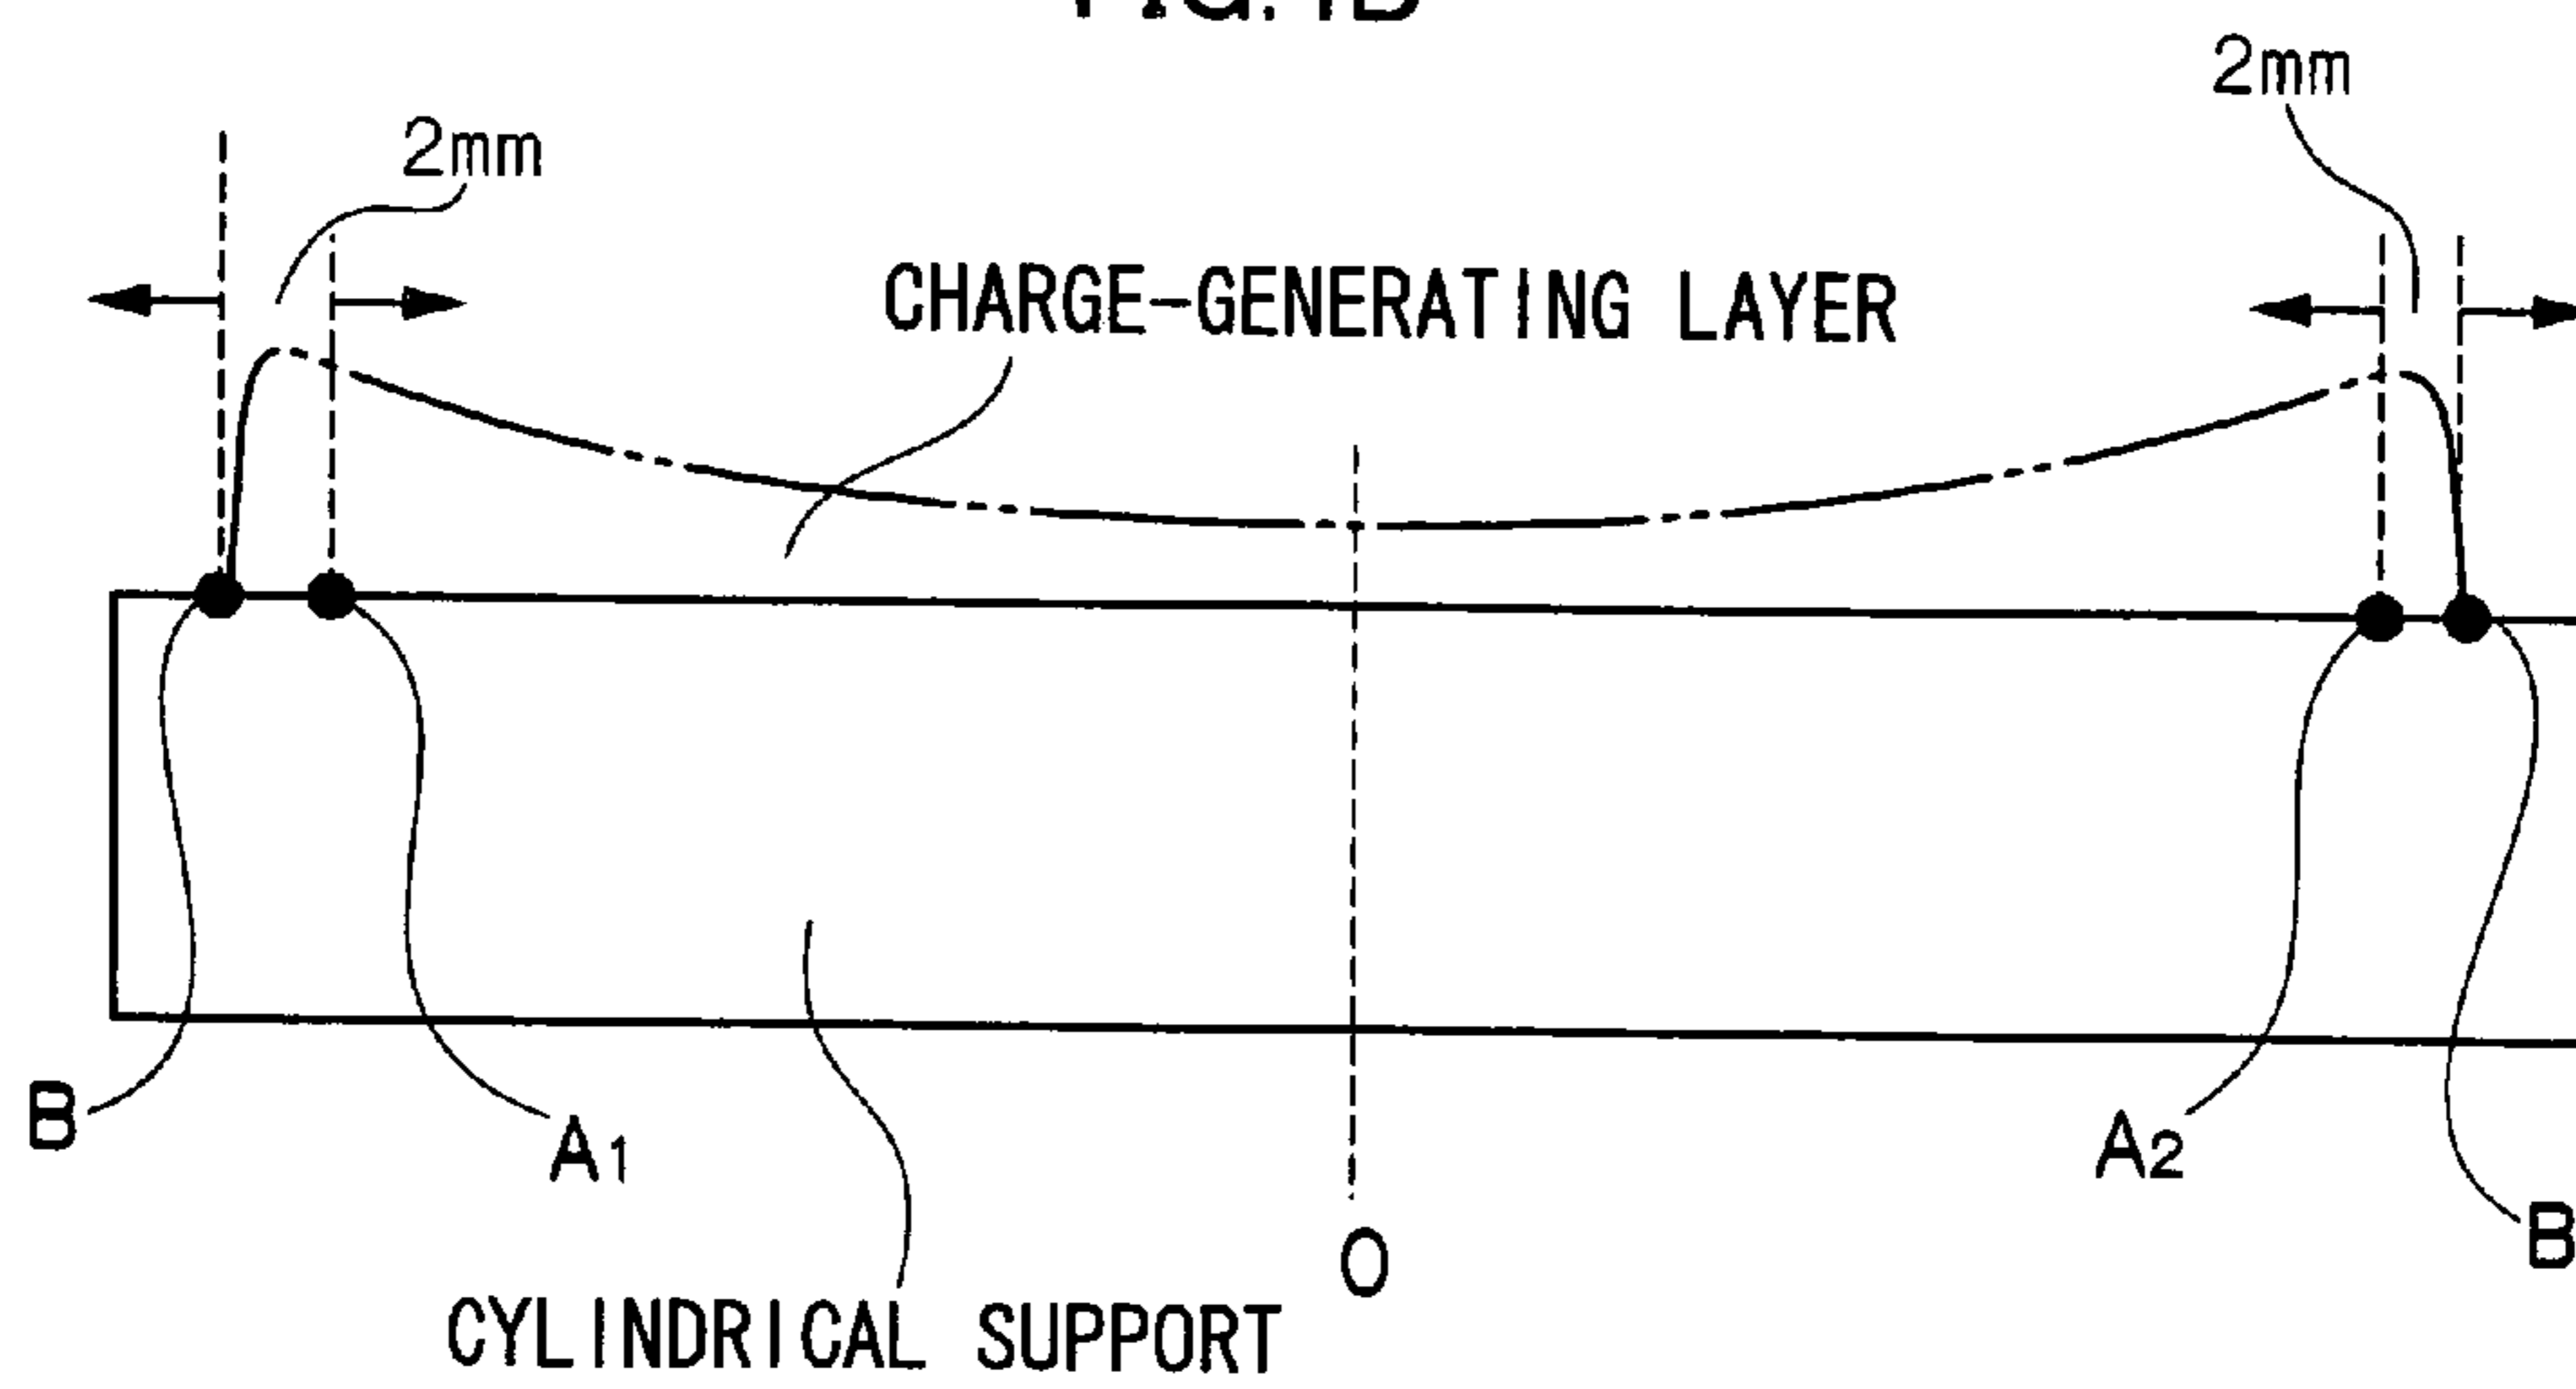 2mm
2mm
CHARGE-GENERATING LAYER
B
A1
A2
B
O
CYLINDRICAL SUPPORT